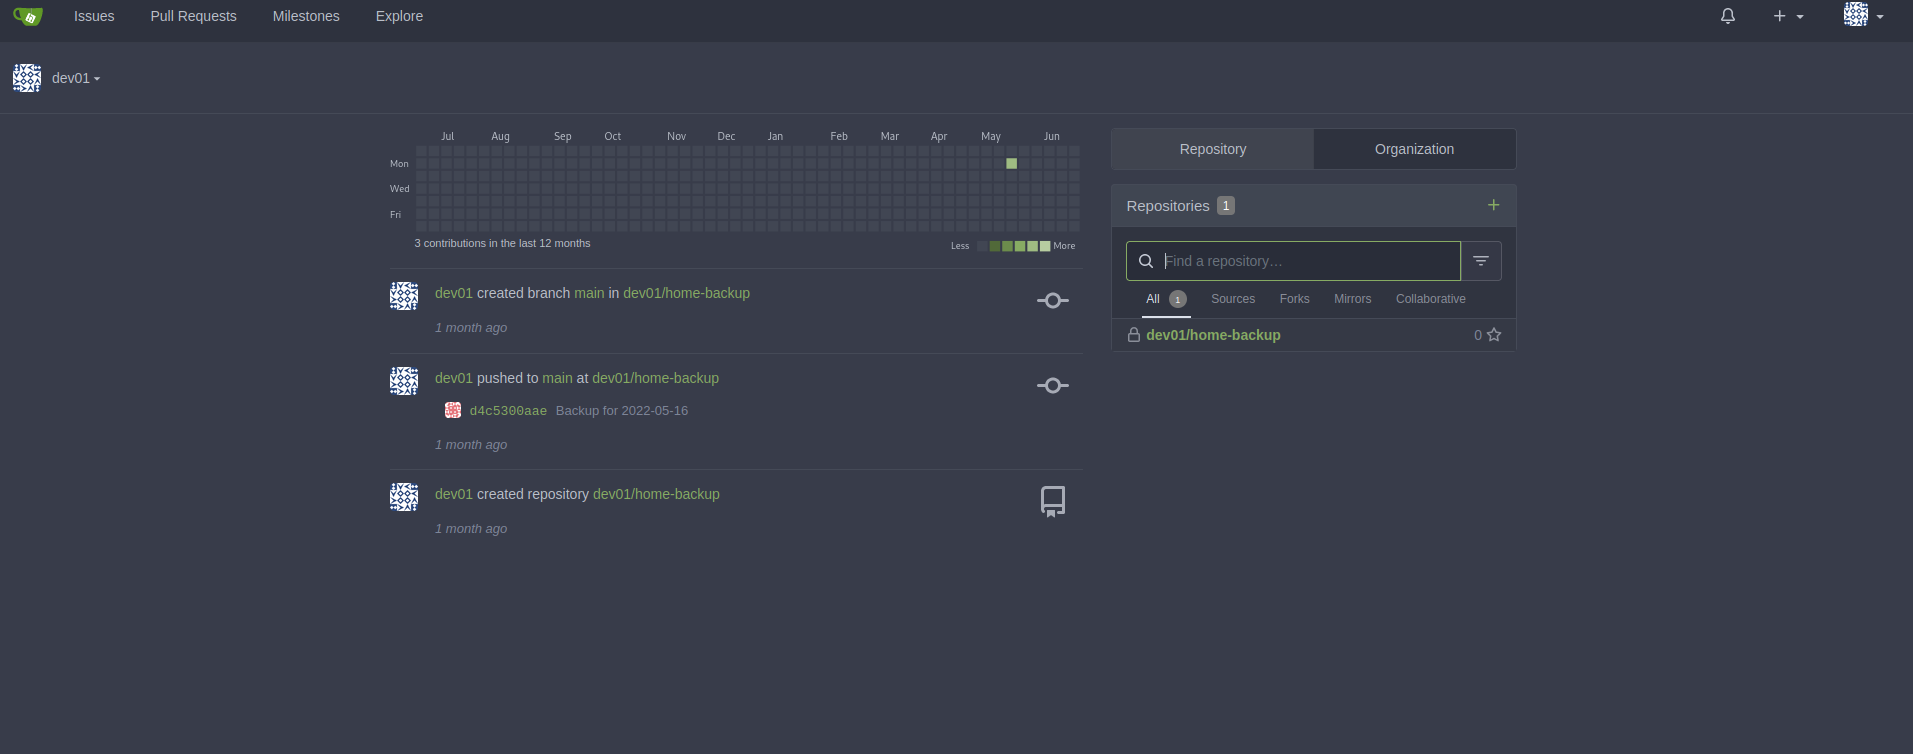 Issues Pull Requests Milestones Explore
dev01
Jul Aug Sep Oct Nov Dec Jan Feb Mar Apr May Jun
Mon
Wed
Fri
3 contributions in the last 12 months
Less More
dev01 created branch main in dev01/home-backup
1 month ago
dev01 pushed to main at dev01/home-backup
d4c5300aae Backup for 2022-05-16
1 month ago
dev01 created repository dev01/home-backup
1 month ago
Repository Organization
Repositories 1
Find a repository…
All 1 Sources Forks Mirrors Collaborative
dev01/home-backup 0